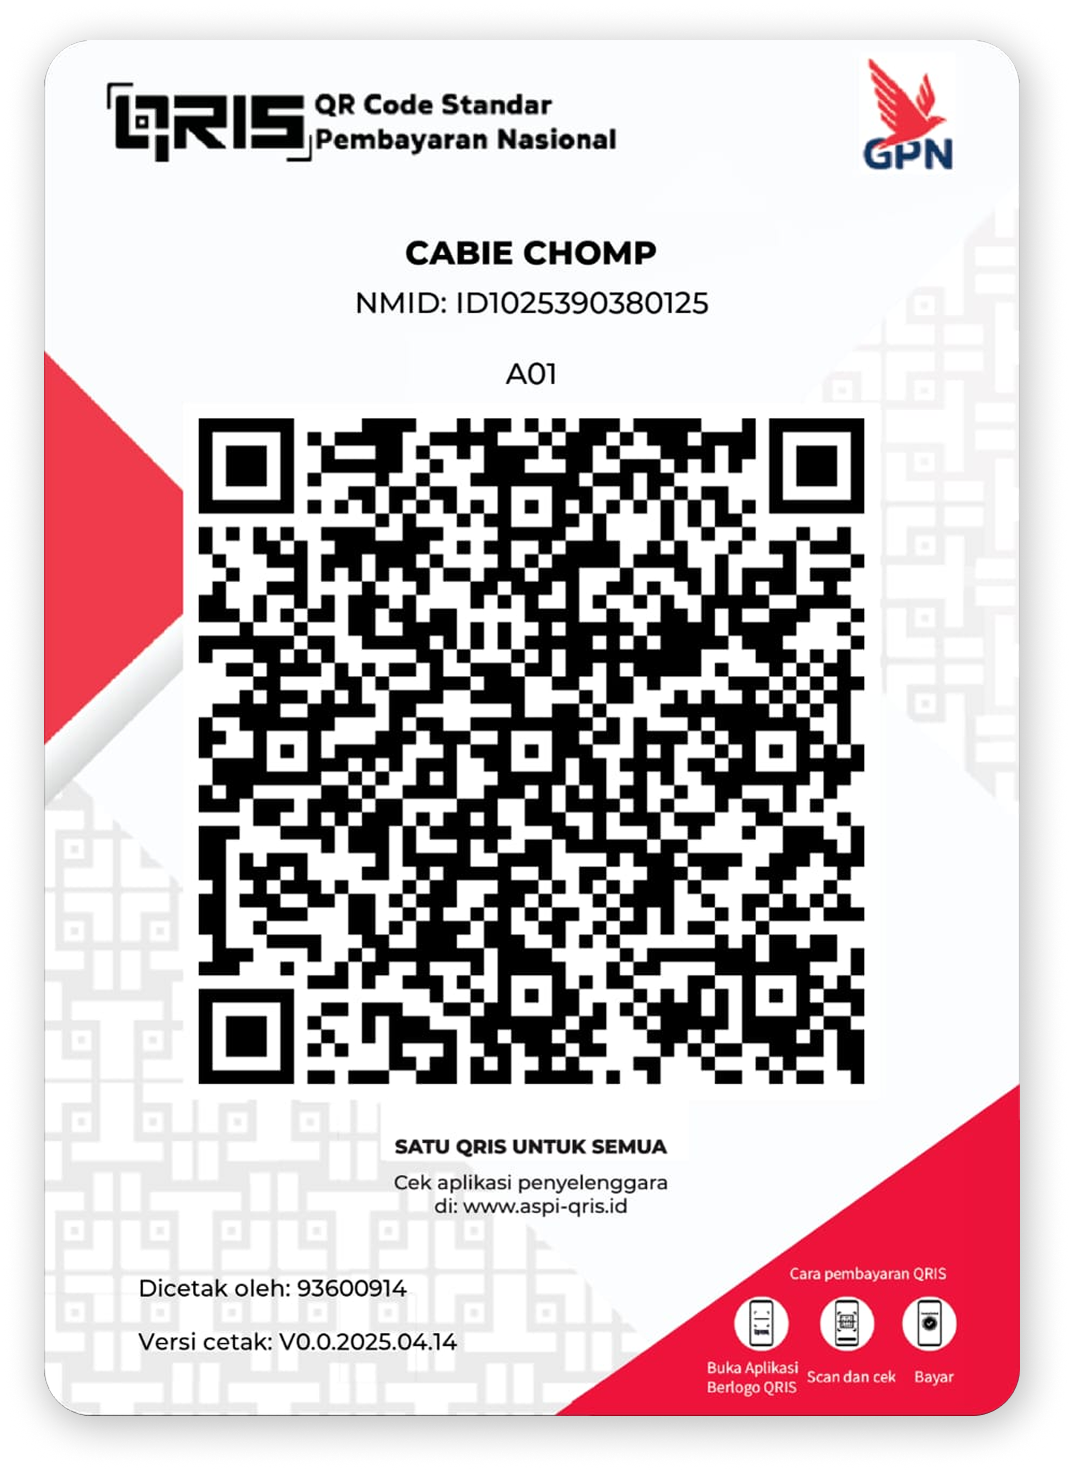 QRIS QR Code Standar
Pembayaran Nasional
GPN
CABIE CHOMP
NMID: ID1025390380125
A01
SATU QRIS UNTUK SEMUA
Cek aplikasi penyelenggara
di: www.aspi-qris.id
Dicetak oleh: 93600914
Versi cetak: V0.0.2025.04.14
Cara pembayaran QRIS
Buka Aplikasi
Berlogo QRIS
Scan dan cek
Bayar